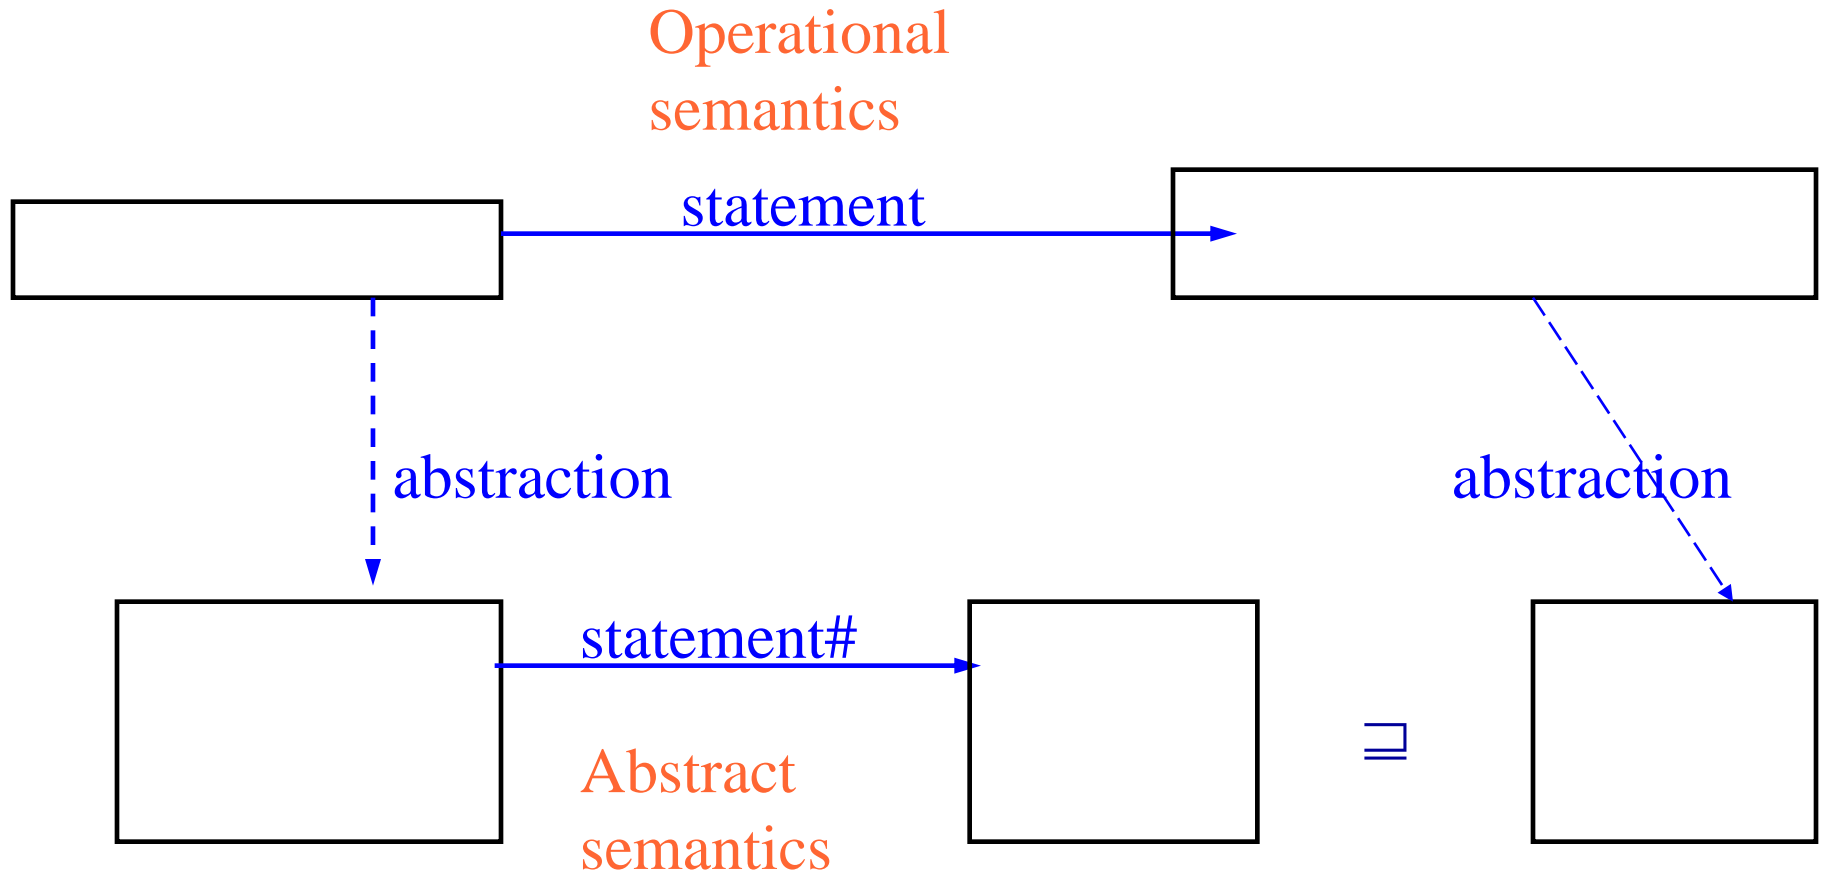 Operational
semantics
statement
abstraction
abstraction
statement#
⊒
Abstract
semantics